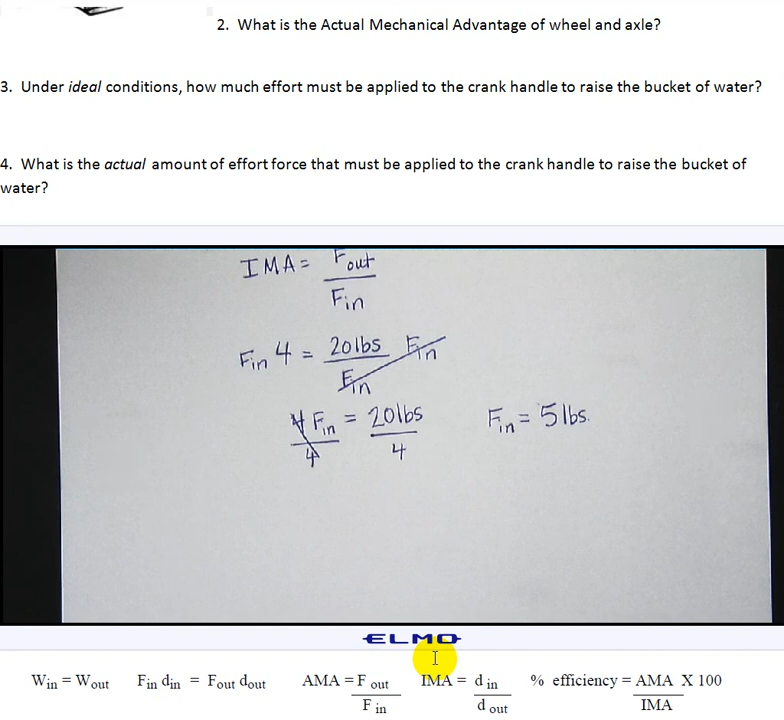 2. What is the Actual Mechanical Advantage of wheel and axle?
3. Under ideal conditions, how much effort must be applied to the crank handle to raise the bucket of water?
4. What is the actual amount of effort force that must be applied to the crank handle to raise the bucket of
water?
IMA = Fout
Fin
Fin 4 = 20lbs Fin
Fin
4 Fin = 20lbs Fin = 5 lbs.
4 4
ELMO
Win = Wout Fin din = Fout dout AMA = F out IMA = d in % efficiency = AMA X 100
F in d out IMA